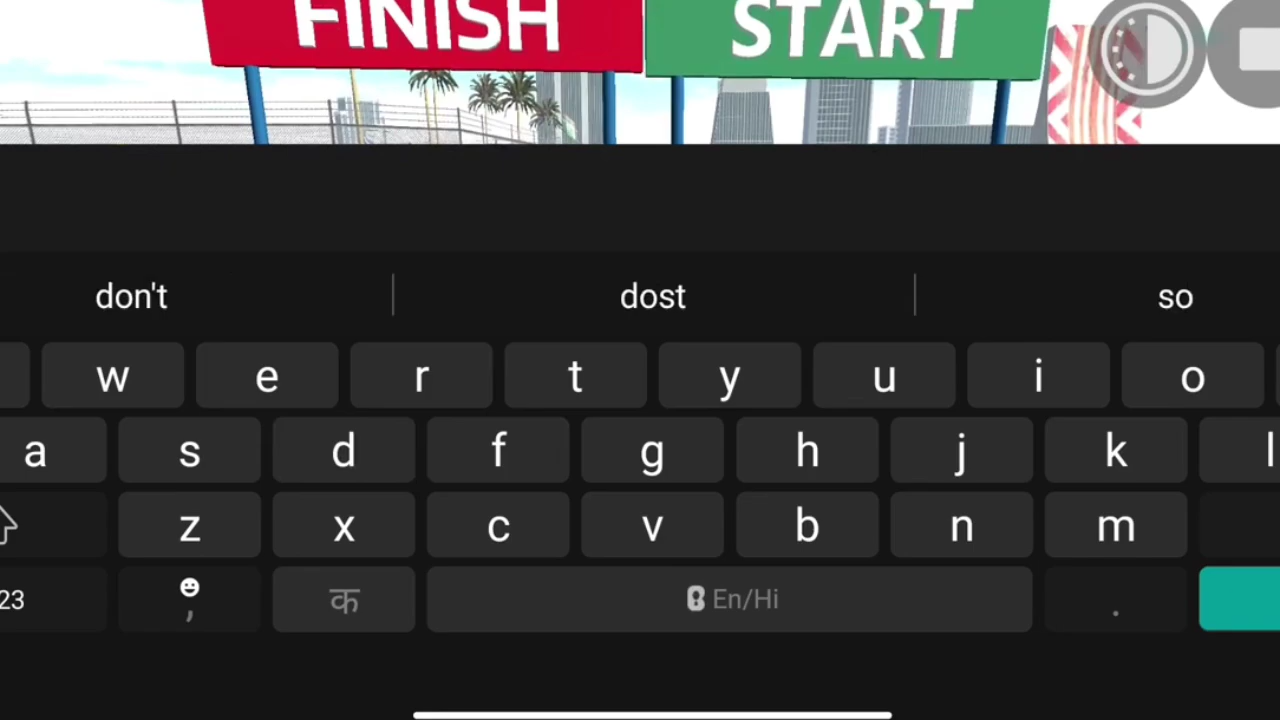 FINISH START
don't dost so
w e r t y u i o
a s d f g h j k l
z x c v b n m
23 , क En/Hi .